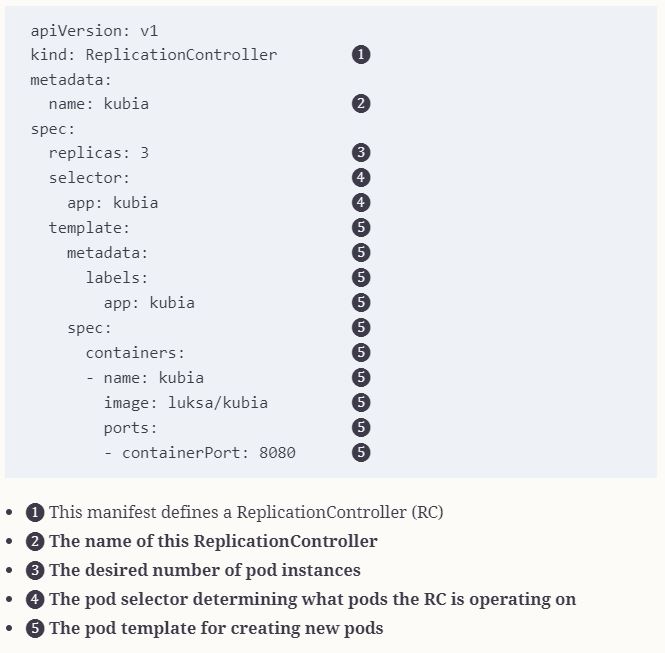 apiVersion: v1
kind: ReplicationController 1
metadata:
  name: kubia 2
spec:
  replicas: 3 3
  selector: 4
    app: kubia 4
  template: 5
    metadata: 5
      labels: 5
        app: kubia 5
    spec: 5
      containers: 5
      - name: kubia 5
        image: luksa/kubia 5
        ports: 5
        - containerPort: 8080 5
• 1 This manifest defines a ReplicationController (RC)
• 2 The name of this ReplicationController
• 3 The desired number of pod instances
• 4 The pod selector determining what pods the RC is operating on
• 5 The pod template for creating new pods